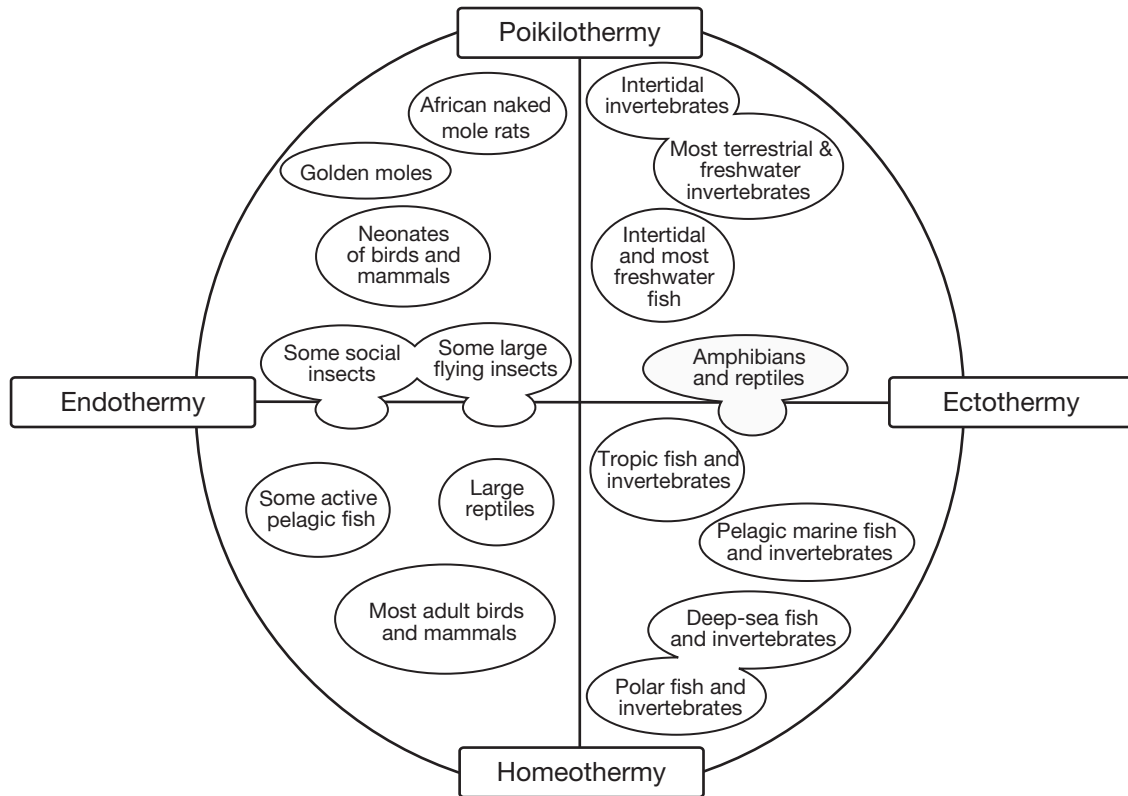 Poikilothermy
African naked
mole rats
Golden moles
Neonates
of birds and
mammals
Some social
insects
Some large
flying insects
Intertidal
invertebrates
Most terrestrial &
freshwater
invertebrates
Intertidal
and most
freshwater
fish
Amphibians
and reptiles
Endothermy
Ectothermy
Some active
pelagic fish
Large
reptiles
Most adult birds
and mammals
Tropic fish and
invertebrates
Pelagic marine fish
and invertebrates
Deep-sea fish
and invertebrates
Polar fish and
invertebrates
Homeothermy